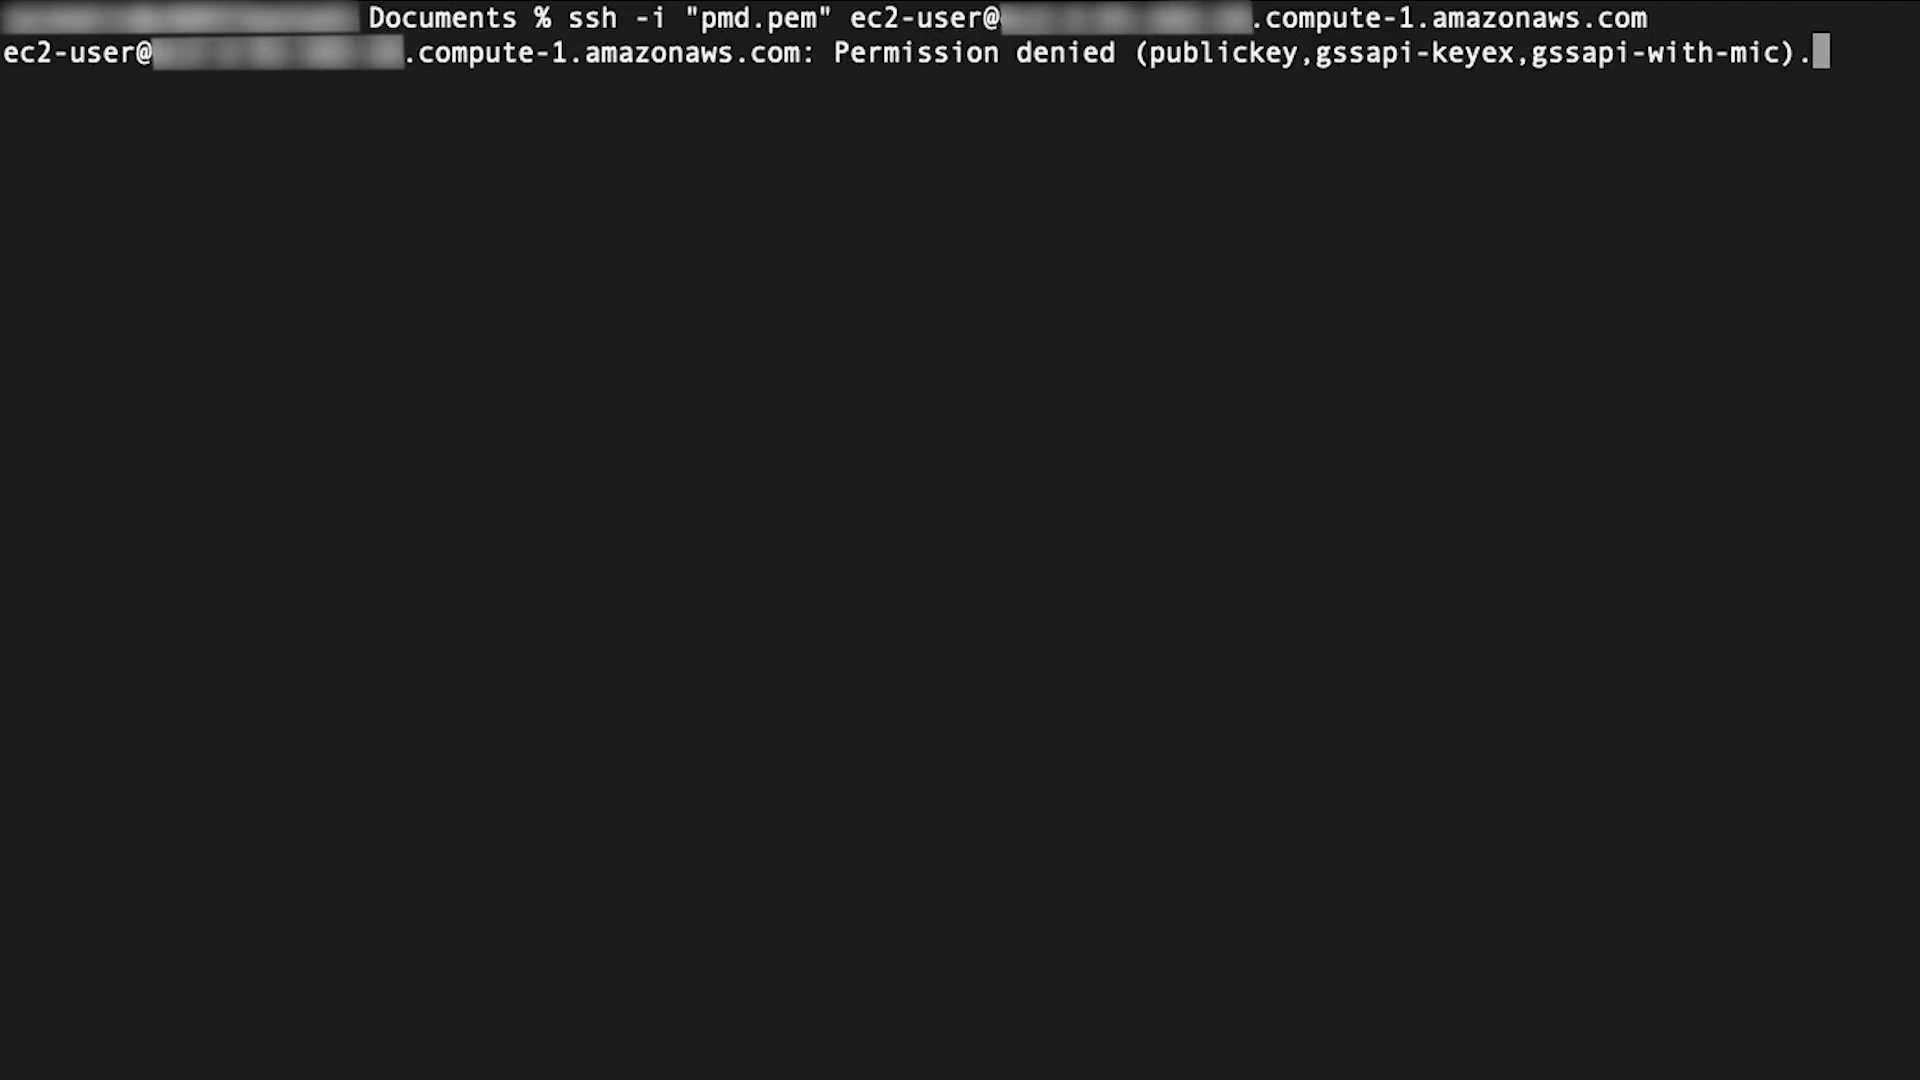 Documents % ssh -i "pmd.pem" ec2-user@ .compute-1.amazonaws.com
ec2-user@ .compute-1.amazonaws.com: Permission denied (publickey,gssapi-keyex,gssapi-with-mic).